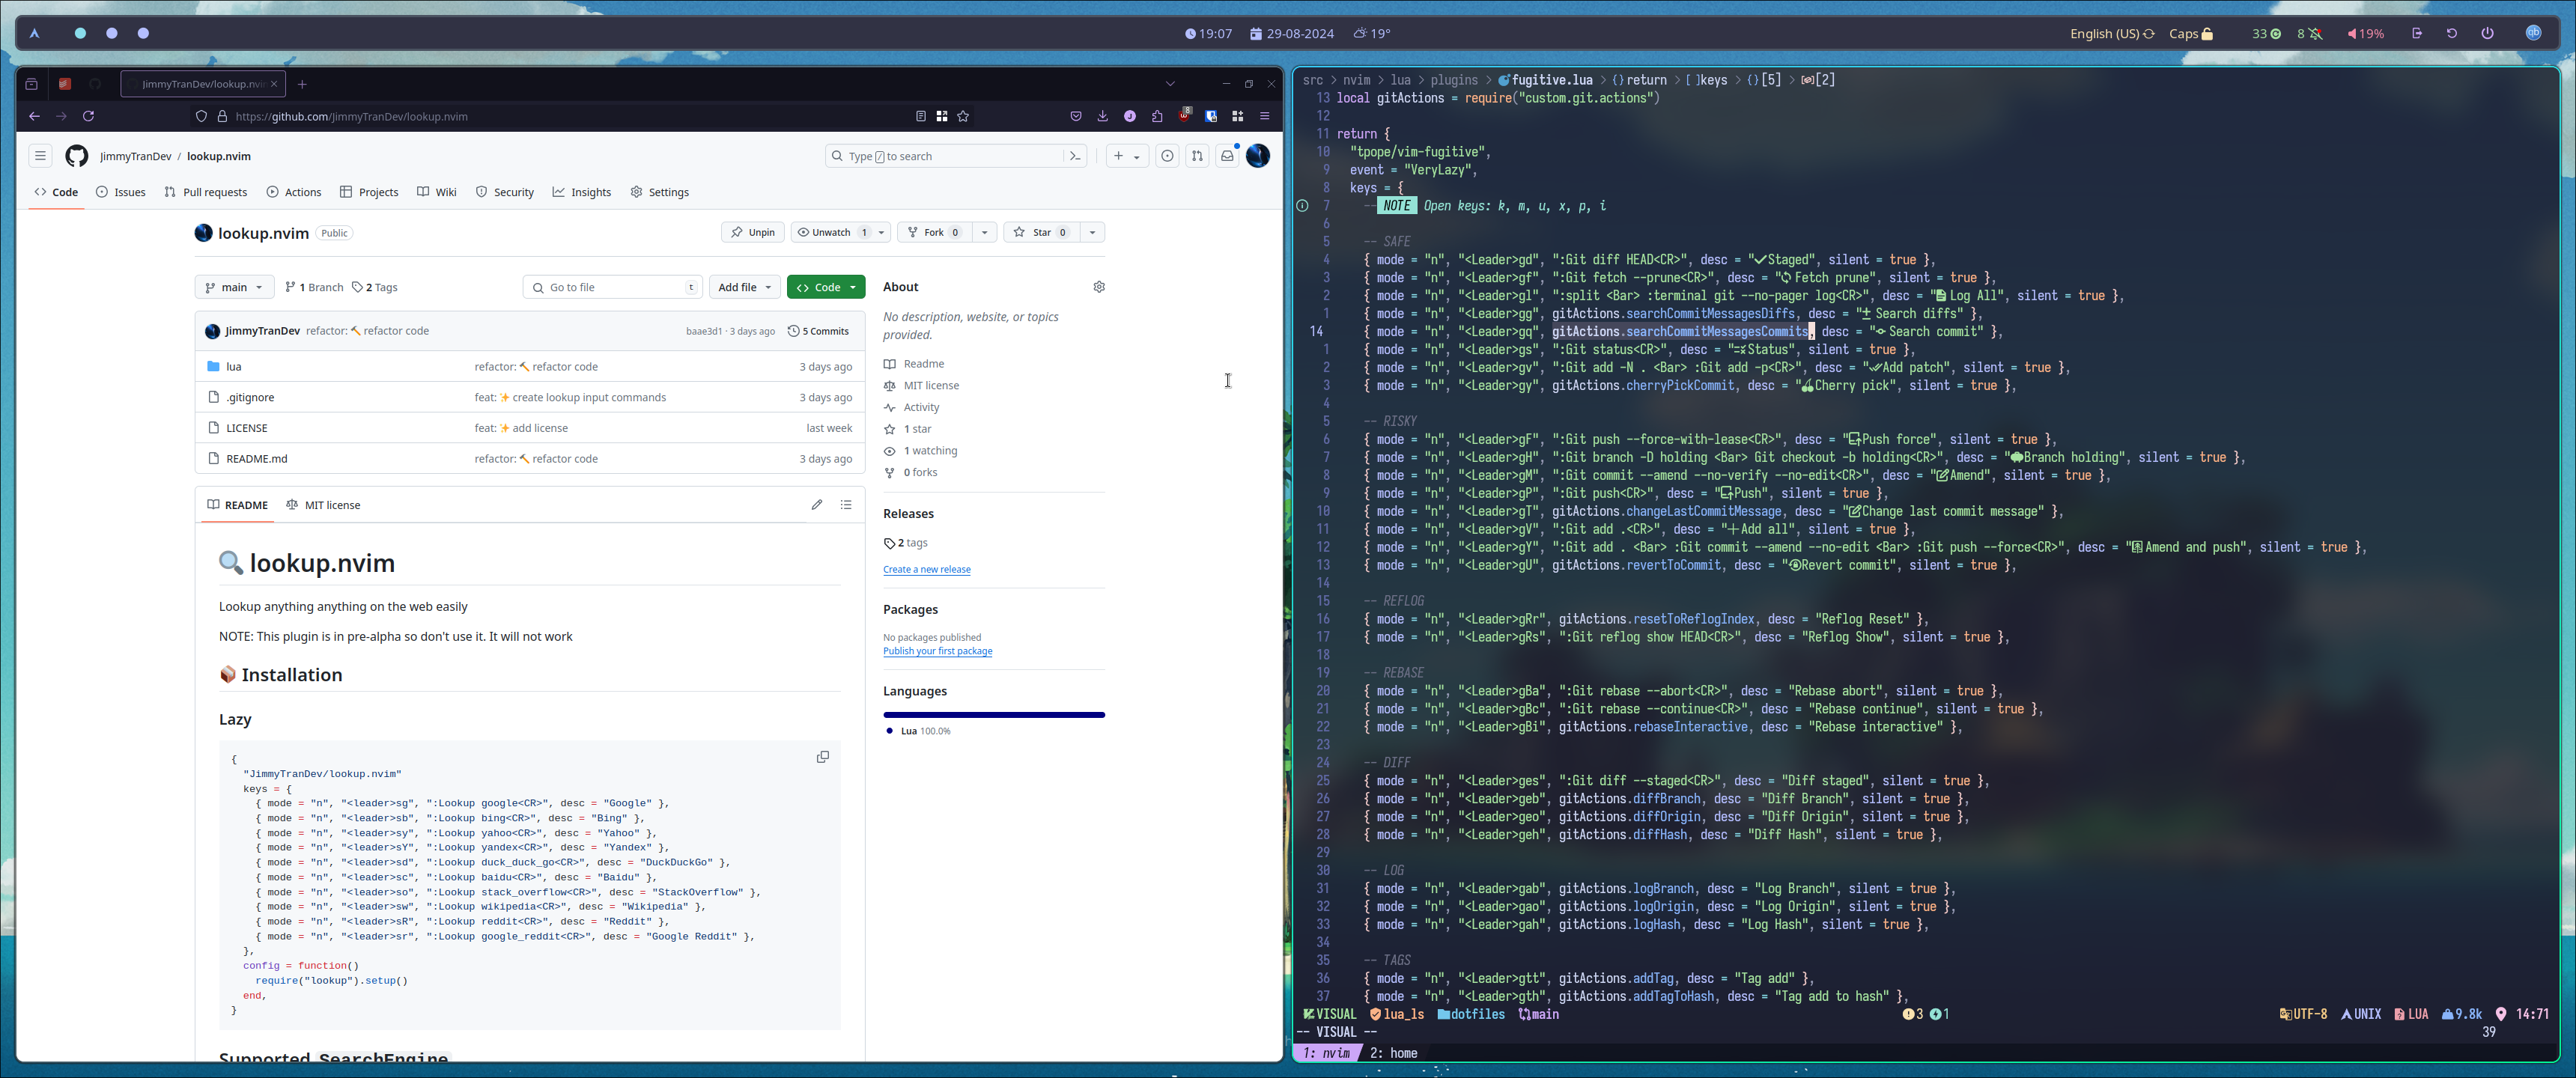 19:07 29-08-2024 19°
English (US) Caps 33 8 19%
JimmyTranDev/lookup.nvi
https://github.com/JimmyTranDev/lookup.nvim
8
JimmyTranDev / lookup.nvim
Type / to search
Code Issues Pull requests Actions Projects Wiki Security Insights Settings
lookup.nvim Public
Unpin Unwatch 1 Fork 0 Star 0
main 1 Branch 2 Tags
Go to file t Add file Code
JimmyTranDev refactor: 🔨 refactor code baae3d1 · 3 days ago 5 Commits
lua refactor: 🔨 refactor code 3 days ago
.gitignore feat: ✨ create lookup input commands 3 days ago
LICENSE feat: ✨ add license last week
README.md refactor: 🔨 refactor code 3 days ago
README MIT license
🔍 lookup.nvim
Lookup anything anything on the web easily
NOTE: This plugin is in pre-alpha so don't use it. It will not work
📦 Installation
Lazy
{
"JimmyTranDev/lookup.nvim"
keys = {
{ mode = "n", "<leader>sg", ":Lookup google<CR>", desc = "Google" },
{ mode = "n", "<leader>sb", ":Lookup bing<CR>", desc = "Bing" },
{ mode = "n", "<leader>sy", ":Lookup yahoo<CR>", desc = "Yahoo" },
{ mode = "n", "<leader>sY", ":Lookup yandex<CR>", desc = "Yandex" },
{ mode = "n", "<leader>sd", ":Lookup duck_duck_go<CR>", desc = "DuckDuckGo" },
{ mode = "n", "<leader>sc", ":Lookup baidu<CR>", desc = "Baidu" },
{ mode = "n", "<leader>so", ":Lookup stack_overflow<CR>", desc = "StackOverflow" },
{ mode = "n", "<leader>sw", ":Lookup wikipedia<CR>", desc = "Wikipedia" },
{ mode = "n", "<leader>sR", ":Lookup reddit<CR>", desc = "Reddit" },
{ mode = "n", "<leader>sr", ":Lookup google_reddit<CR>", desc = "Google Reddit" },
},
config = function()
require("lookup").setup()
end,
}
Supported SearchEngine
About
No description, website, or topics
provided.
Readme
MIT license
Activity
1 star
1 watching
0 forks
Releases
2 tags
Create a new release
Packages
No packages published
Publish your first package
Languages
Lua 100.0%
src > nvim > lua > plugins > fugitive.lua > {} return > [ ]keys > {}[5] > [2]
13 local gitActions = require("custom.git.actions")
12
11 return {
10 "tpope/vim-fugitive",
9 event = "VeryLazy",
8 keys = {
7 -- NOTE Open keys: k, m, u, x, p, i
6
5 -- SAFE
4 { mode = "n", "<Leader>gd", ":Git diff HEAD<CR>", desc = "Staged", silent = true },
3 { mode = "n", "<Leader>gf", ":Git fetch --prune<CR>", desc = "Fetch prune", silent = true },
2 { mode = "n", "<Leader>gl", ":split <Bar> :terminal git --no-pager log<CR>", desc = "Log All", silent = true },
1 { mode = "n", "<Leader>gg", gitActions.searchCommitMessagesDiffs, desc = "± Search diffs" },
14 { mode = "n", "<Leader>gq", gitActions.searchCommitMessagesCommits, desc = "Search commit" },
1 { mode = "n", "<Leader>gs", ":Git status<CR>", desc = "Status", silent = true },
2 { mode = "n", "<Leader>gv", ":Git add -N . <Bar> :Git add -p<CR>", desc = "Add patch", silent = true },
3 { mode = "n", "<Leader>gy", gitActions.cherryPickCommit, desc = "Cherry pick", silent = true },
4
5 -- RISKY
6 { mode = "n", "<Leader>gF", ":Git push --force-with-lease<CR>", desc = "Push force", silent = true },
7 { mode = "n", "<Leader>gH", ":Git branch -D holding <Bar> Git checkout -b holding<CR>", desc = "Branch holding", silent = true },
8 { mode = "n", "<Leader>gM", ":Git commit --amend --no-verify --no-edit<CR>", desc = "Amend", silent = true },
9 { mode = "n", "<Leader>gP", ":Git push<CR>", desc = "Push", silent = true },
10 { mode = "n", "<Leader>gT", gitActions.changeLastCommitMessage, desc = "Change last commit message" },
11 { mode = "n", "<Leader>gV", ":Git add .<CR>", desc = "+Add all", silent = true },
12 { mode = "n", "<Leader>gY", ":Git add . <Bar> :Git commit --amend --no-edit <Bar> :Git push --force<CR>", desc = "Amend and push", silent = true },
13 { mode = "n", "<Leader>gU", gitActions.revertToCommit, desc = "Revert commit", silent = true },
14
15 -- REFLOG
16 { mode = "n", "<Leader>gRr", gitActions.resetToReflogIndex, desc = "Reflog Reset" },
17 { mode = "n", "<Leader>gRs", ":Git reflog show HEAD<CR>", desc = "Reflog Show", silent = true },
18
19 -- REBASE
20 { mode = "n", "<Leader>gBa", ":Git rebase --abort<CR>", desc = "Rebase abort", silent = true },
21 { mode = "n", "<Leader>gBc", ":Git rebase --continue<CR>", desc = "Rebase continue", silent = true },
22 { mode = "n", "<Leader>gBi", gitActions.rebaseInteractive, desc = "Rebase interactive" },
23
24 -- DIFF
25 { mode = "n", "<Leader>ges", ":Git diff --staged<CR>", desc = "Diff staged", silent = true },
26 { mode = "n", "<Leader>geb", gitActions.diffBranch, desc = "Diff Branch", silent = true },
27 { mode = "n", "<Leader>geo", gitActions.diffOrigin, desc = "Diff Origin", silent = true },
28 { mode = "n", "<Leader>geh", gitActions.diffHash, desc = "Diff Hash", silent = true },
29
30 -- LOG
31 { mode = "n", "<Leader>gab", gitActions.logBranch, desc = "Log Branch", silent = true },
32 { mode = "n", "<Leader>gao", gitActions.logOrigin, desc = "Log Origin", silent = true },
33 { mode = "n", "<Leader>gah", gitActions.logHash, desc = "Log Hash", silent = true },
34
35 -- TAGS
36 { mode = "n", "<Leader>gtt", gitActions.addTag, desc = "Tag add" },
37 { mode = "n", "<Leader>gth", gitActions.addTagToHash, desc = "Tag add to hash" },
VISUAL lua_ls dotfiles main 3 1 UTF-8 UNIX LUA 9.8k 14:71
-- VISUAL -- 39
1: nvim 2: home